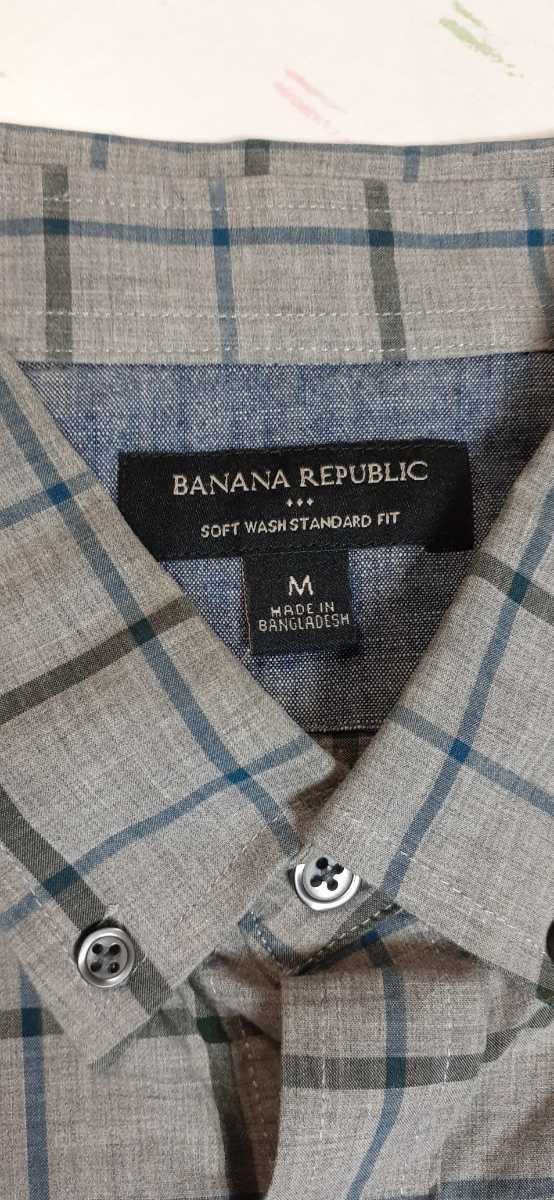 BANANA REPUBLIC
SOFT WASH STANDARD FIT
M
MADE IN
BANGLADESH